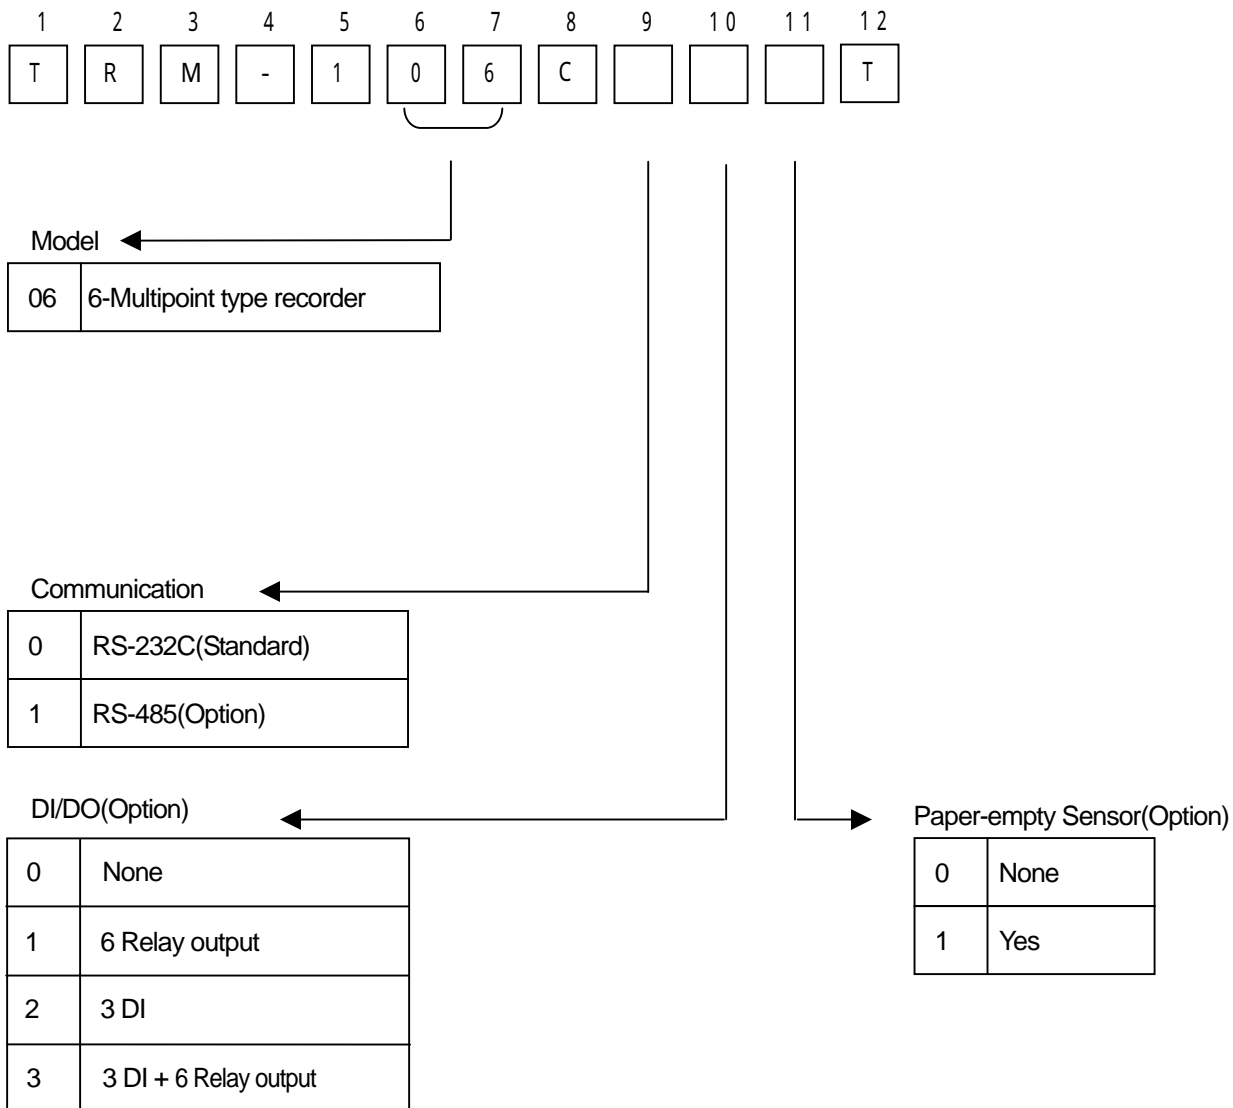 1 2 3 4 5 6 7 8 9 10 11 12
T R M - 1 0 6 C T
Model
06 6-Multipoint type recorder
Communication
0 RS-232C(Standard)
1 RS-485(Option)
DI/DO(Option)
0 None
1 6 Relay output
2 3 DI
3 3 DI + 6 Relay output
Paper-empty Sensor(Option)
0 None
1 Yes